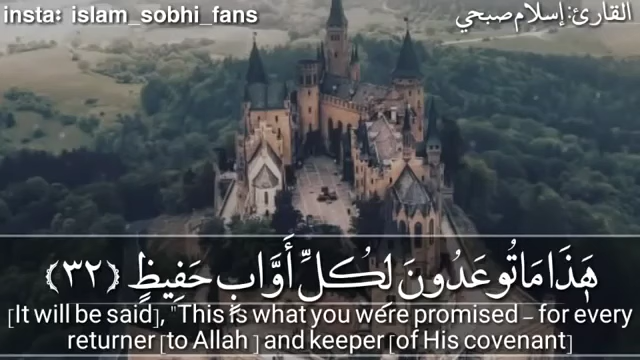 insta: islam_sobhi_fans
القارئ: إسلام صبحي
هَٰذَا مَا تُوعَدُونَ لِكُلِّ أَوَّابٍ حَفِيظٍ ﴿٣٢﴾
[It will be said], "This is what you were promised – for every
returner [to Allah ] and keeper [of His covenant]